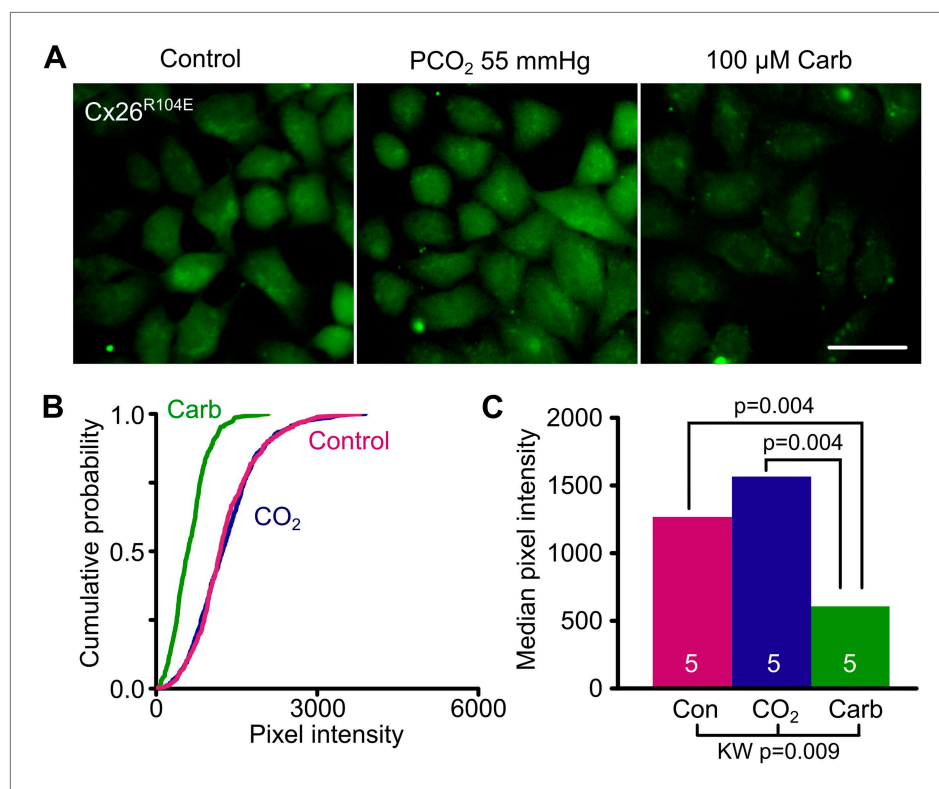 A
Control
PCO₂ 55 mmHg
100 µM Carb
Cx26ᴿ¹⁰⁴ᴱ
B
Carb
Control
CO₂
Cumulative probability
1.0
0.5
0.0
0
3000
6000
Pixel intensity
C
Median pixel intensity
2000
1500
1000
500
0
p=0.004
p=0.004
5
5
5
Con
CO₂
Carb
KW p=0.009